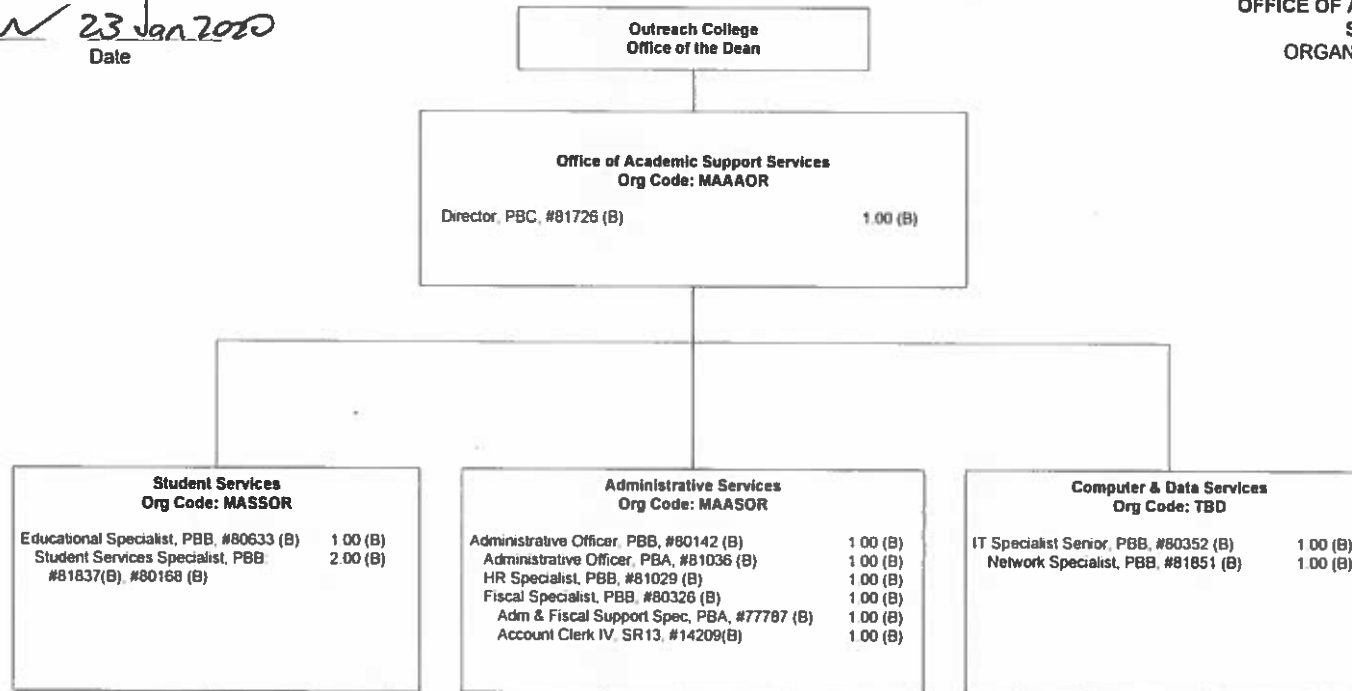 23 Jan 2020
Date
OFFICE OF A
S
ORGAN
Outreach College
Office of the Dean
Office of Academic Support Services
Org Code: MAAAOR
Director, PBC, #81726 (B) 1.00 (B)
Student Services
Org Code: MASSOR
Educational Specialist, PBB, #80633 (B) 1.00 (B)
Student Services Specialist, PBB 2.00 (B)
#81837(B), #80168 (B)
Administrative Services
Org Code: MAASOR
Administrative Officer, PBB, #80142 (B) 1.00 (B)
Administrative Officer, PBA, #81036 (B) 1.00 (B)
HR Specialist, PBB, #81029 (B) 1.00 (B)
Fiscal Specialist, PBB, #80326 (B) 1.00 (B)
Adm & Fiscal Support Spec, PBA, #77787 (B) 1.00 (B)
Account Clerk IV, SR13, #14209(B) 1.00 (B)
Computer & Data Services
Org Code: TBD
IT Specialist Senior, PBB, #80352 (B) 1.00 (B)
Network Specialist, PBB, #81851 (B) 1.00 (B)